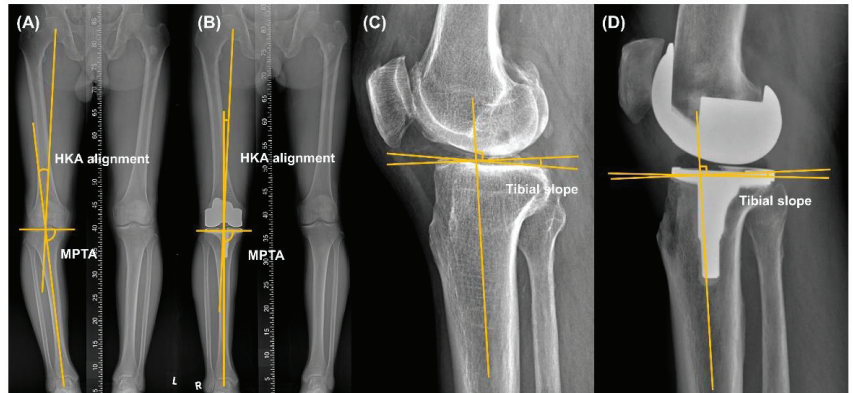 (A)
(B)
(C)
(D)
HKA alignment
HKA alignment
MPTA
MPTA
Tibial slope
Tibial slope
L
R